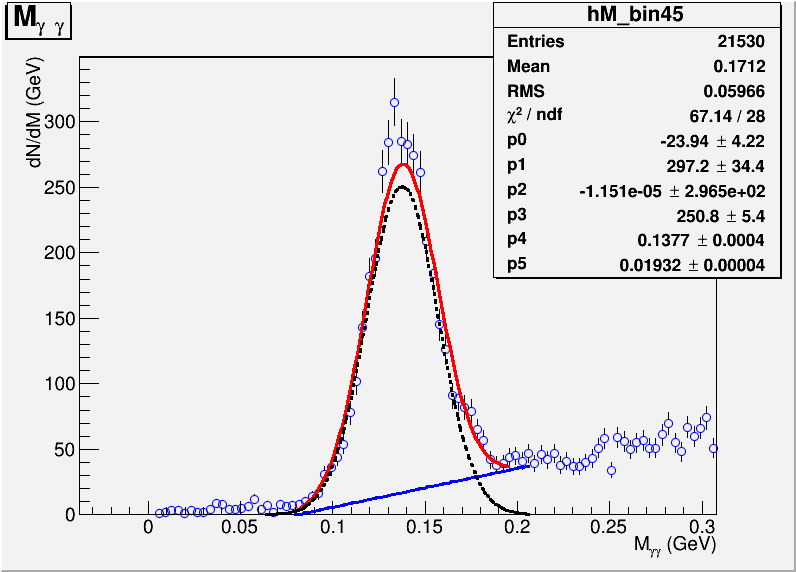 M γ γ
hM_bin45
Entries 21530
Mean 0.1712
RMS 0.05966
χ² / ndf 67.14 / 28
p0 -23.94 ± 4.22
p1 297.2 ± 34.4
p2 -1.151e-05 ± 2.965e+02
p3 250.8 ± 5.4
p4 0.1377 ± 0.0004
p5 0.01932 ± 0.00004
dN/dM (GeV)
300
250
200
150
100
50
0
0 0.05 0.1 0.15 0.2 0.25 0.3
Mγγ (GeV)